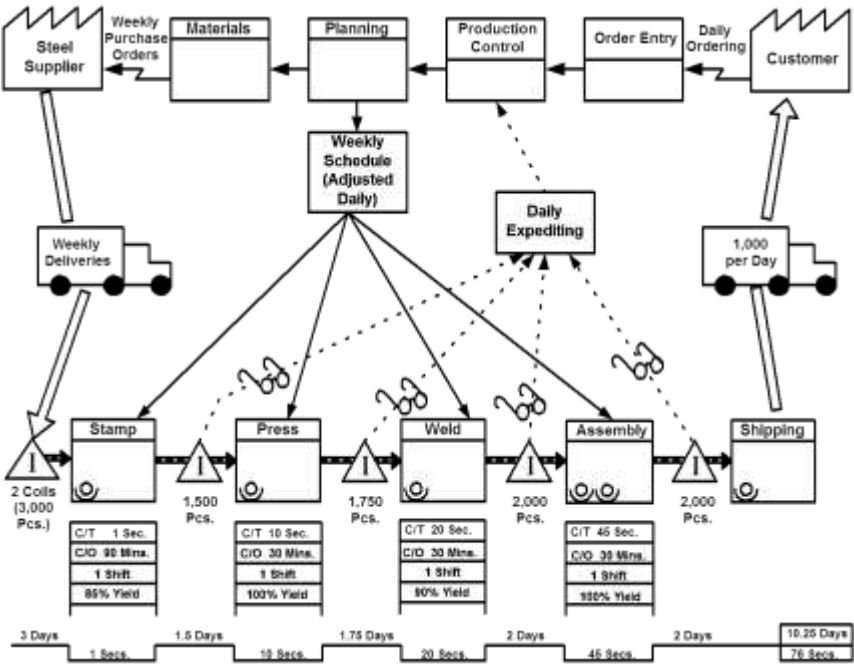 Steel
Supplier
Weekly
Purchase
Orders
Materials
Planning
Production
Control
Order Entry
Daily
Ordering
Customer
Weekly
Schedule
(Adjusted
Daily)
Daily
Expediting
Weekly
Deliveries
1,000
per Day
Stamp
Press
Weld
Assembly
Shipping
I
I
I
I
I
2 Coils
(3,000
Pcs.)
1,500
Pcs.
1,750
Pcs.
2,000
Pcs.
2,000
Pcs.
C/T 1 Sec.
C/O 90 Mins.
1 Shift
85% Yield
C/T 10 Sec.
C/O 30 Mins.
1 Shift
100% Yield
C/T 20 Sec.
C/O 30 Mins.
1 Shift
90% Yield
C/T 45 Sec.
C/O 30 Mins.
1 Shift
100% Yield
3 Days
1 Secs.
1.5 Days
10 Secs.
1.75 Days
20 Secs.
2 Days
45 Secs.
2 Days
10.25 Days
76 Secs.